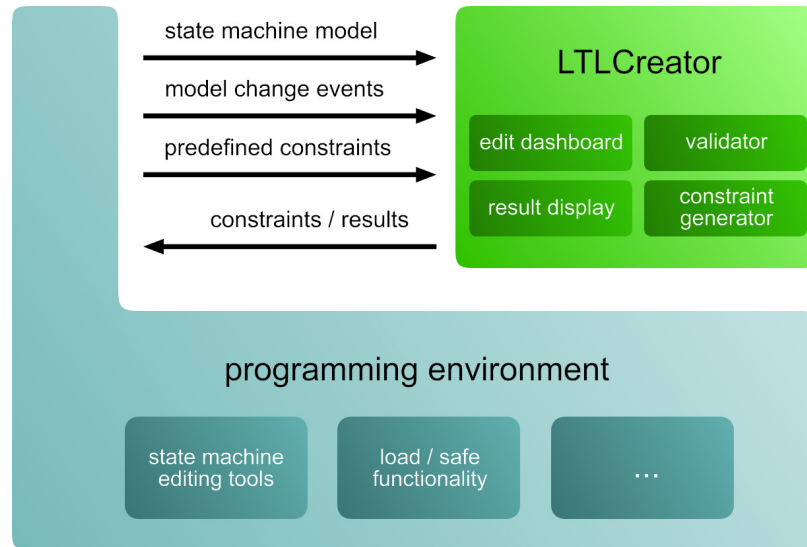 state machine model
model change events
predefined constraints
constraints / results
LTLCreator
edit dashboard
validator
result display
constraint
generator
programming environment
state machine
editing tools
load / safe
functionality
...